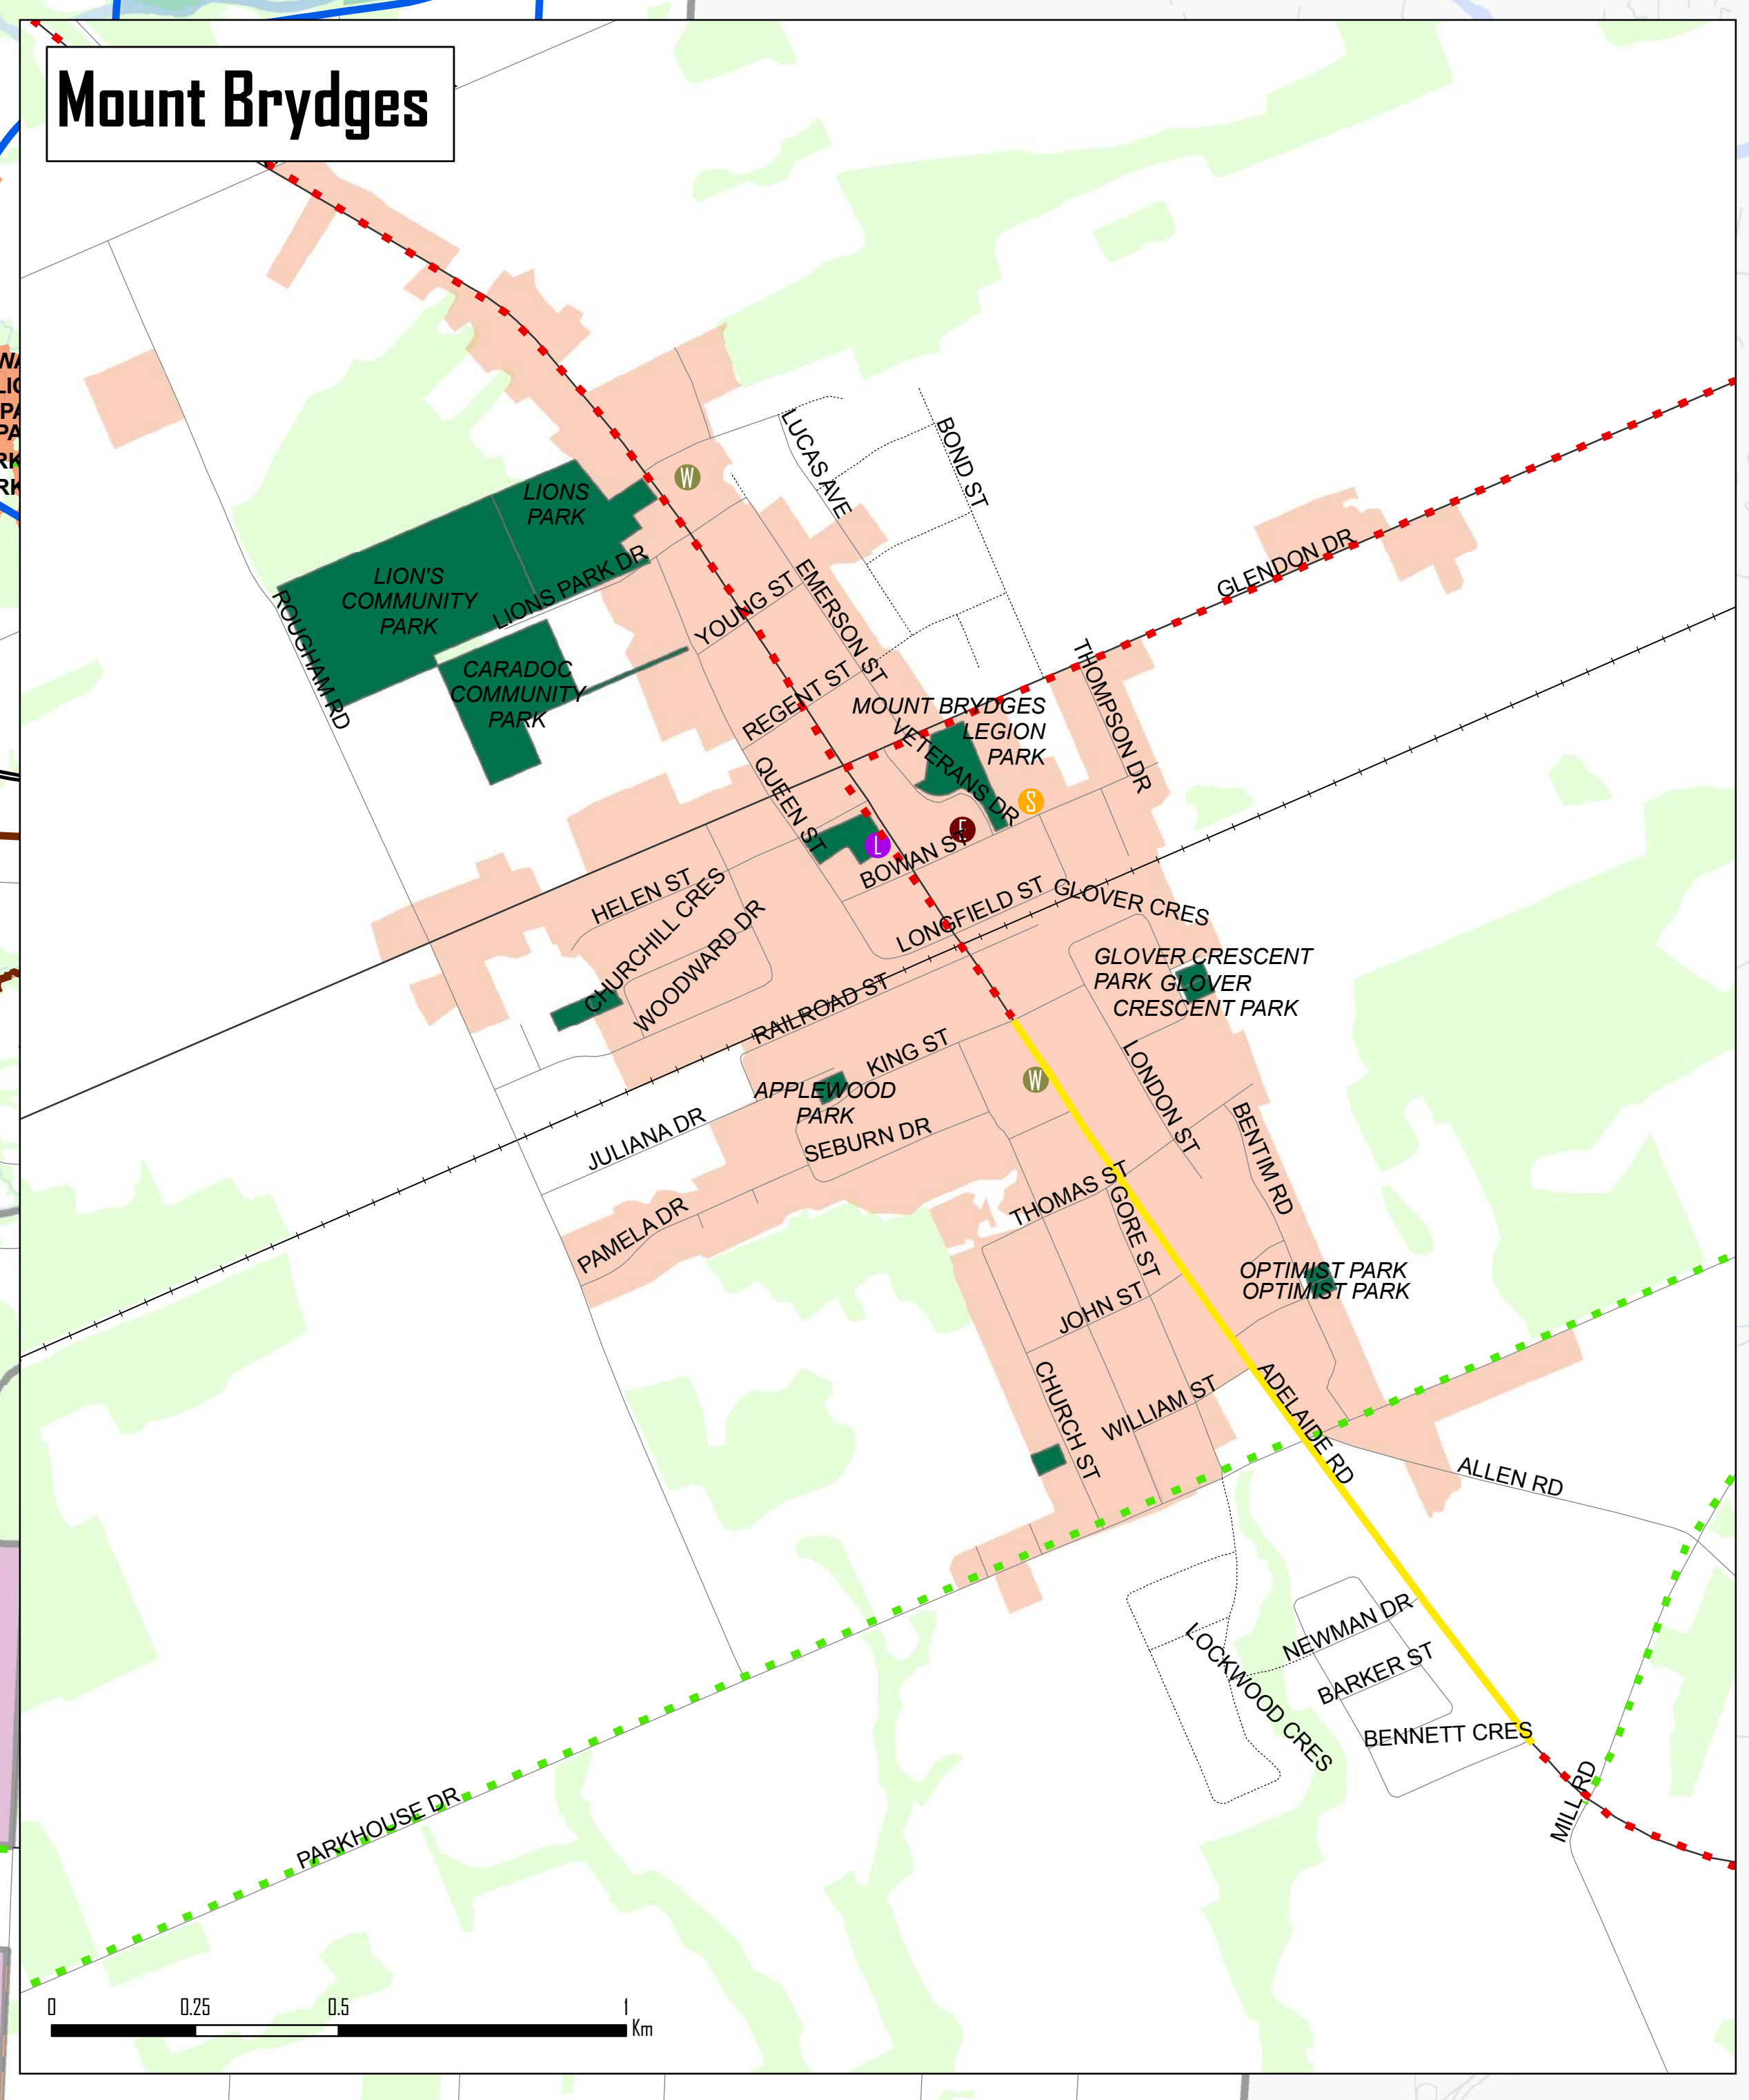 Mount Brydges
LUCAS AVE
BOND ST
W
LIONS
PARK
GLENDON DR
LION'S
COMMUNITY
PARK
LIONS PARK DR
ROUGHAM RD
YOUNG ST
EMERSON ST
CARADOC
COMMUNITY
PARK
REGENT ST
THOMPSON DR
MOUNT BRYDGES
LEGION
PARK
VETERANS DR
QUEEN ST
S
F
L
BOWAN ST
HELEN ST
CHURCHILL CRES
WOODWARD DR
LONGFIELD ST
GLOVER CRES
GLOVER CRESCENT
PARK
GLOVER
CRESCENT PARK
RAILROAD ST
KING ST
W
APPLEWOOD
PARK
JULIANA DR
SEBURN DR
LONDON ST
BENTIM RD
PAMELA DR
THOMAS ST
GORE ST
OPTIMIST PARK
OPTIMIST PARK
JOHN ST
CHURCH ST
WILLIAM ST
ADELAIDE RD
ALLEN RD
LOCKWOOD CRES
NEWMAN DR
BARKER ST
BENNETT CRES
MILL RD
PARKHOUSE DR
0 0.25 0.5 1
Km